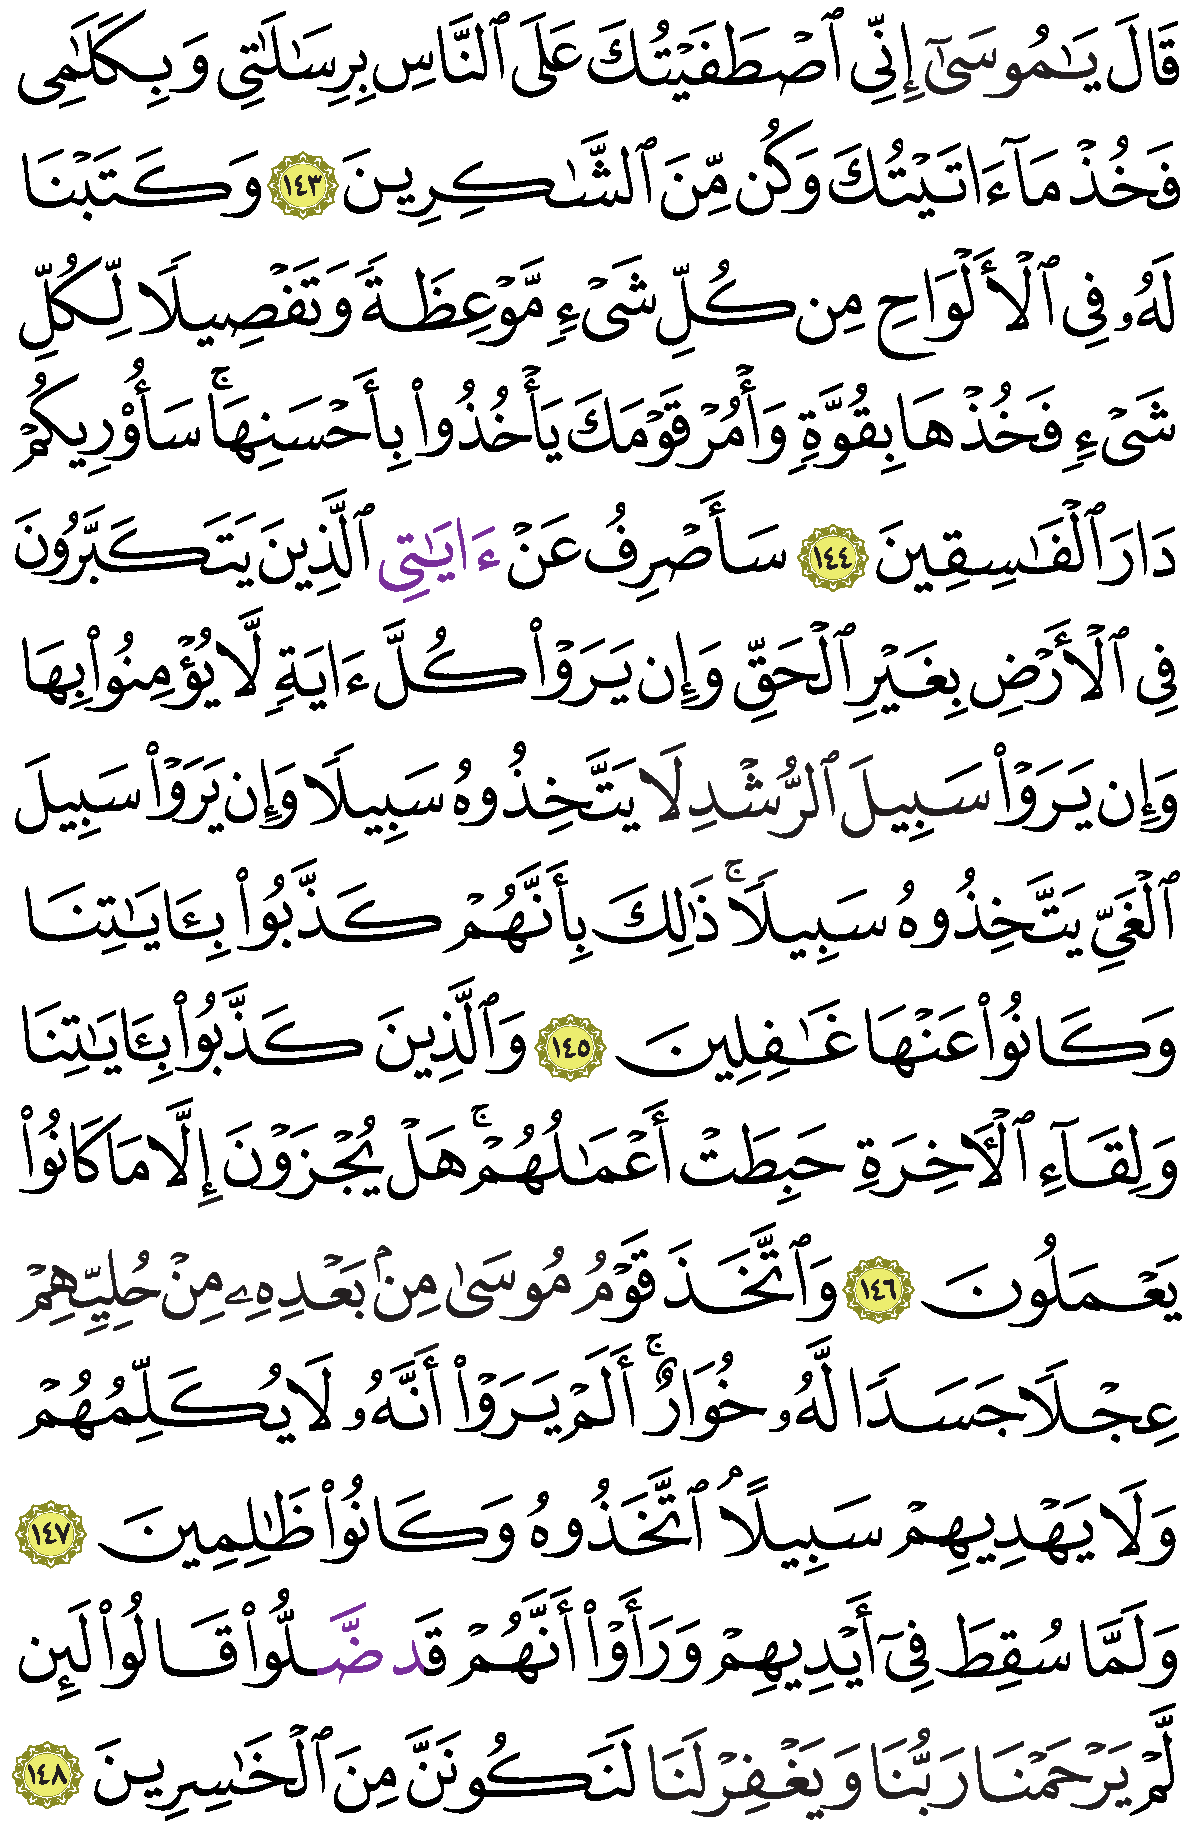 قَالَ يَـٰمُوسَىٰٓ إِنِّي ٱصۡطَفَيۡتُكَ عَلَى ٱلنَّاسِ بِرِسَـٰلَـٰتِي وَبِكَلَـٰمِي
فَخُذۡ مَآ ءَاتَيۡتُكَ وَكُن مِّنَ ٱلشَّـٰكِرِينَ ١٤٣ وَكَتَبۡنَا
لَهُۥ فِي ٱلۡأَلۡوَاحِ مِن كُلِّ شَيۡءٖ مَّوۡعِظَةٗ وَتَفۡصِيلٗا لِّكُلِّ
شَيۡءٖ فَخُذۡهَا بِقُوَّةٖ وَأۡمُرۡ قَوۡمَكَ يَأۡخُذُواْ بِأَحۡسَنِهَاۚ سَأُوْرِيكُمۡ
دَارَ ٱلۡفَـٰسِقِينَ ١٤٤ سَأَصۡرِفُ عَنۡ ءَايَـٰتِي ٱلَّذِينَ يَتَكَبَّرُونَ
فِي ٱلۡأَرۡضِ بِغَيۡرِ ٱلۡحَقِّ وَإِن يَرَوۡاْ كُلَّ ءَايَةٖ لَّا يُؤۡمِنُواْ بِهَا
وَإِن يَرَوۡاْ سَبِيلَ ٱلرُّشۡدِ لَا يَتَّخِذُوهُ سَبِيلٗا وَإِن يَرَوۡاْ سَبِيلَ
ٱلۡغَيِّ يَتَّخِذُوهُ سَبِيلٗاۚ ذَٰلِكَ بِأَنَّهُمۡ كَذَّبُواْ بِـَٔايَـٰتِنَا
وَكَانُواْ عَنۡهَا غَـٰفِلِينَ ١٤٥ وَٱلَّذِينَ كَذَّبُواْ بِـَٔايَـٰتِنَا
وَلِقَآءِ ٱلۡأٓخِرَةِ حَبِطَتۡ أَعۡمَـٰلُهُمۡۚ هَلۡ يُجۡزَوۡنَ إِلَّا مَا كَانُواْ
يَعۡمَلُونَ ١٤٦ وَٱتَّخَذَ قَوۡمُ مُوسَىٰ مِنۢ بَعۡدِهِۦ مِنۡ حُلِيِّهِمۡ
عِجۡلٗا جَسَدٗا لَّهُۥ خُوَارٌۚ أَلَمۡ يَرَوۡاْ أَنَّهُۥ لَا يُكَلِّمُهُمۡ
وَلَا يَهۡدِيهِمۡ سَبِيلًاۘ ٱتَّخَذُوهُ وَكَانُواْ ظَـٰلِمِينَ ١٤٧
وَلَمَّا سُقِطَ فِيٓ أَيۡدِيهِمۡ وَرَأَوۡاْ أَنَّهُمۡ قَد ضَّلُّواْ قَالُواْ لَئِن
لَّمۡ يَرۡحَمۡنَا رَبُّنَا وَيَغۡفِرۡ لَنَا لَنَكُونَنَّ مِنَ ٱلۡخَـٰسِرِينَ ١٤٨